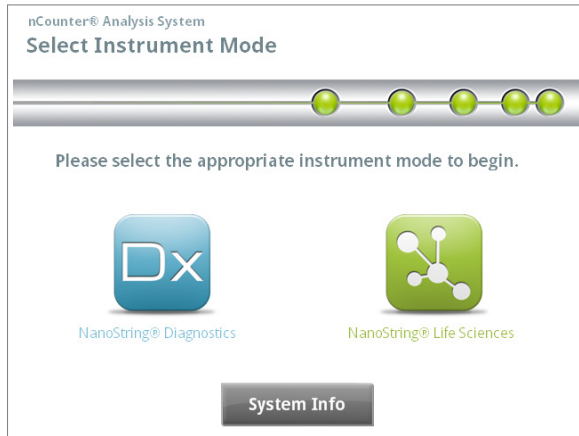 nCounter® Analysis System
Select Instrument Mode
Please select the appropriate instrument mode to begin.
Dx
NanoString® Diagnostics
NanoString® Life Sciences
System Info